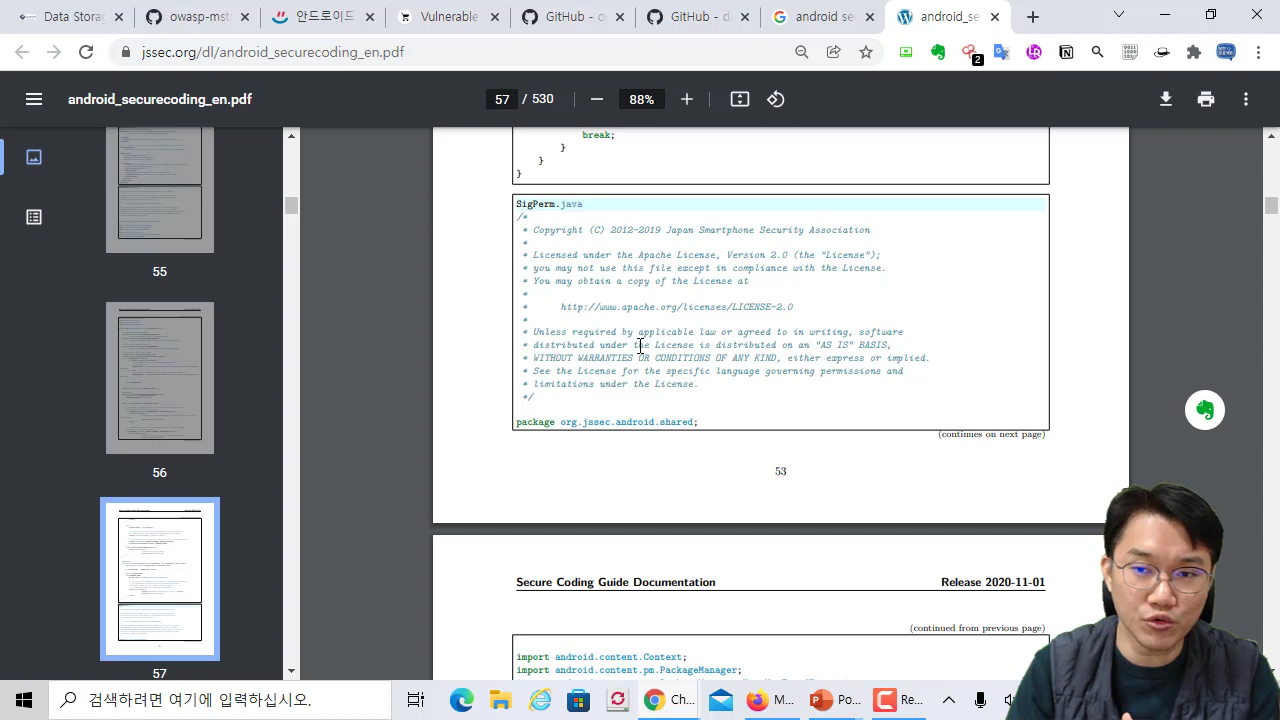 Data Storag
owasp-mst
안드로이드
Vulnerable
GitHub - o
GitHub - d
android se
android_se
jssec.org/dl/android_securecoding_en.pdf
2
android_securecoding_en.pdf
57 / 530
88%
55
56
57
break;
}
}
}
SigPerm.java
/*
* Copyright (C) 2012-2019 Japan Smartphone Security Association
*
* Licensed under the Apache License, Version 2.0 (the "License");
* you may not use this file except in compliance with the License.
* You may obtain a copy of the License at
*
* http://www.apache.org/licenses/LICENSE-2.0
*
* Unless required by applicable law or agreed to in writing, software
* distributed under the License is distributed on an "AS IS" BASIS,
* WITHOUT WARRANTIES OR CONDITIONS OF ANY KIND, either express or implied.
* See the License for the specific language governing permissions and
* limitations under the License.
*/
package org.jssec.android.shared;
(continues on next page)
53
Secure Coding Guide Documentation Release 2020-11-01
(continued from previous page)
import android.content.Context;
import android.content.pm.PackageManager;
검색하려면 여기에 입력하십시오.
Ch
M...
Po...
Re...